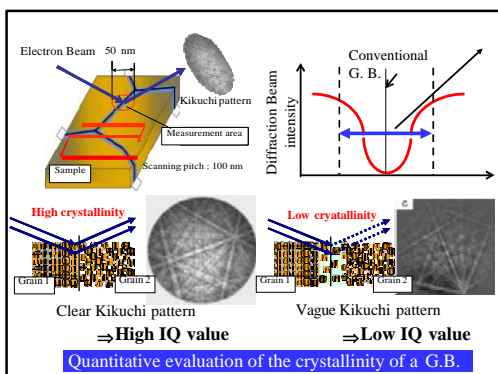 50 nm
Electron Beam
Kikuchi pattern
Measurement area
Scanning pitch : 100 nm
Sample
Conventional
G. B.
Diffraction Beam
intensity
High crystallinity
Grain 1
Grain 2
Clear Kikuchi pattern
⇒High IQ value
Low cryatallinity
Grain 1
Grain 2
c
Vague Kikuchi pattern
⇒Low IQ value
Quantitative evaluation of the crystallinity of a G.B.